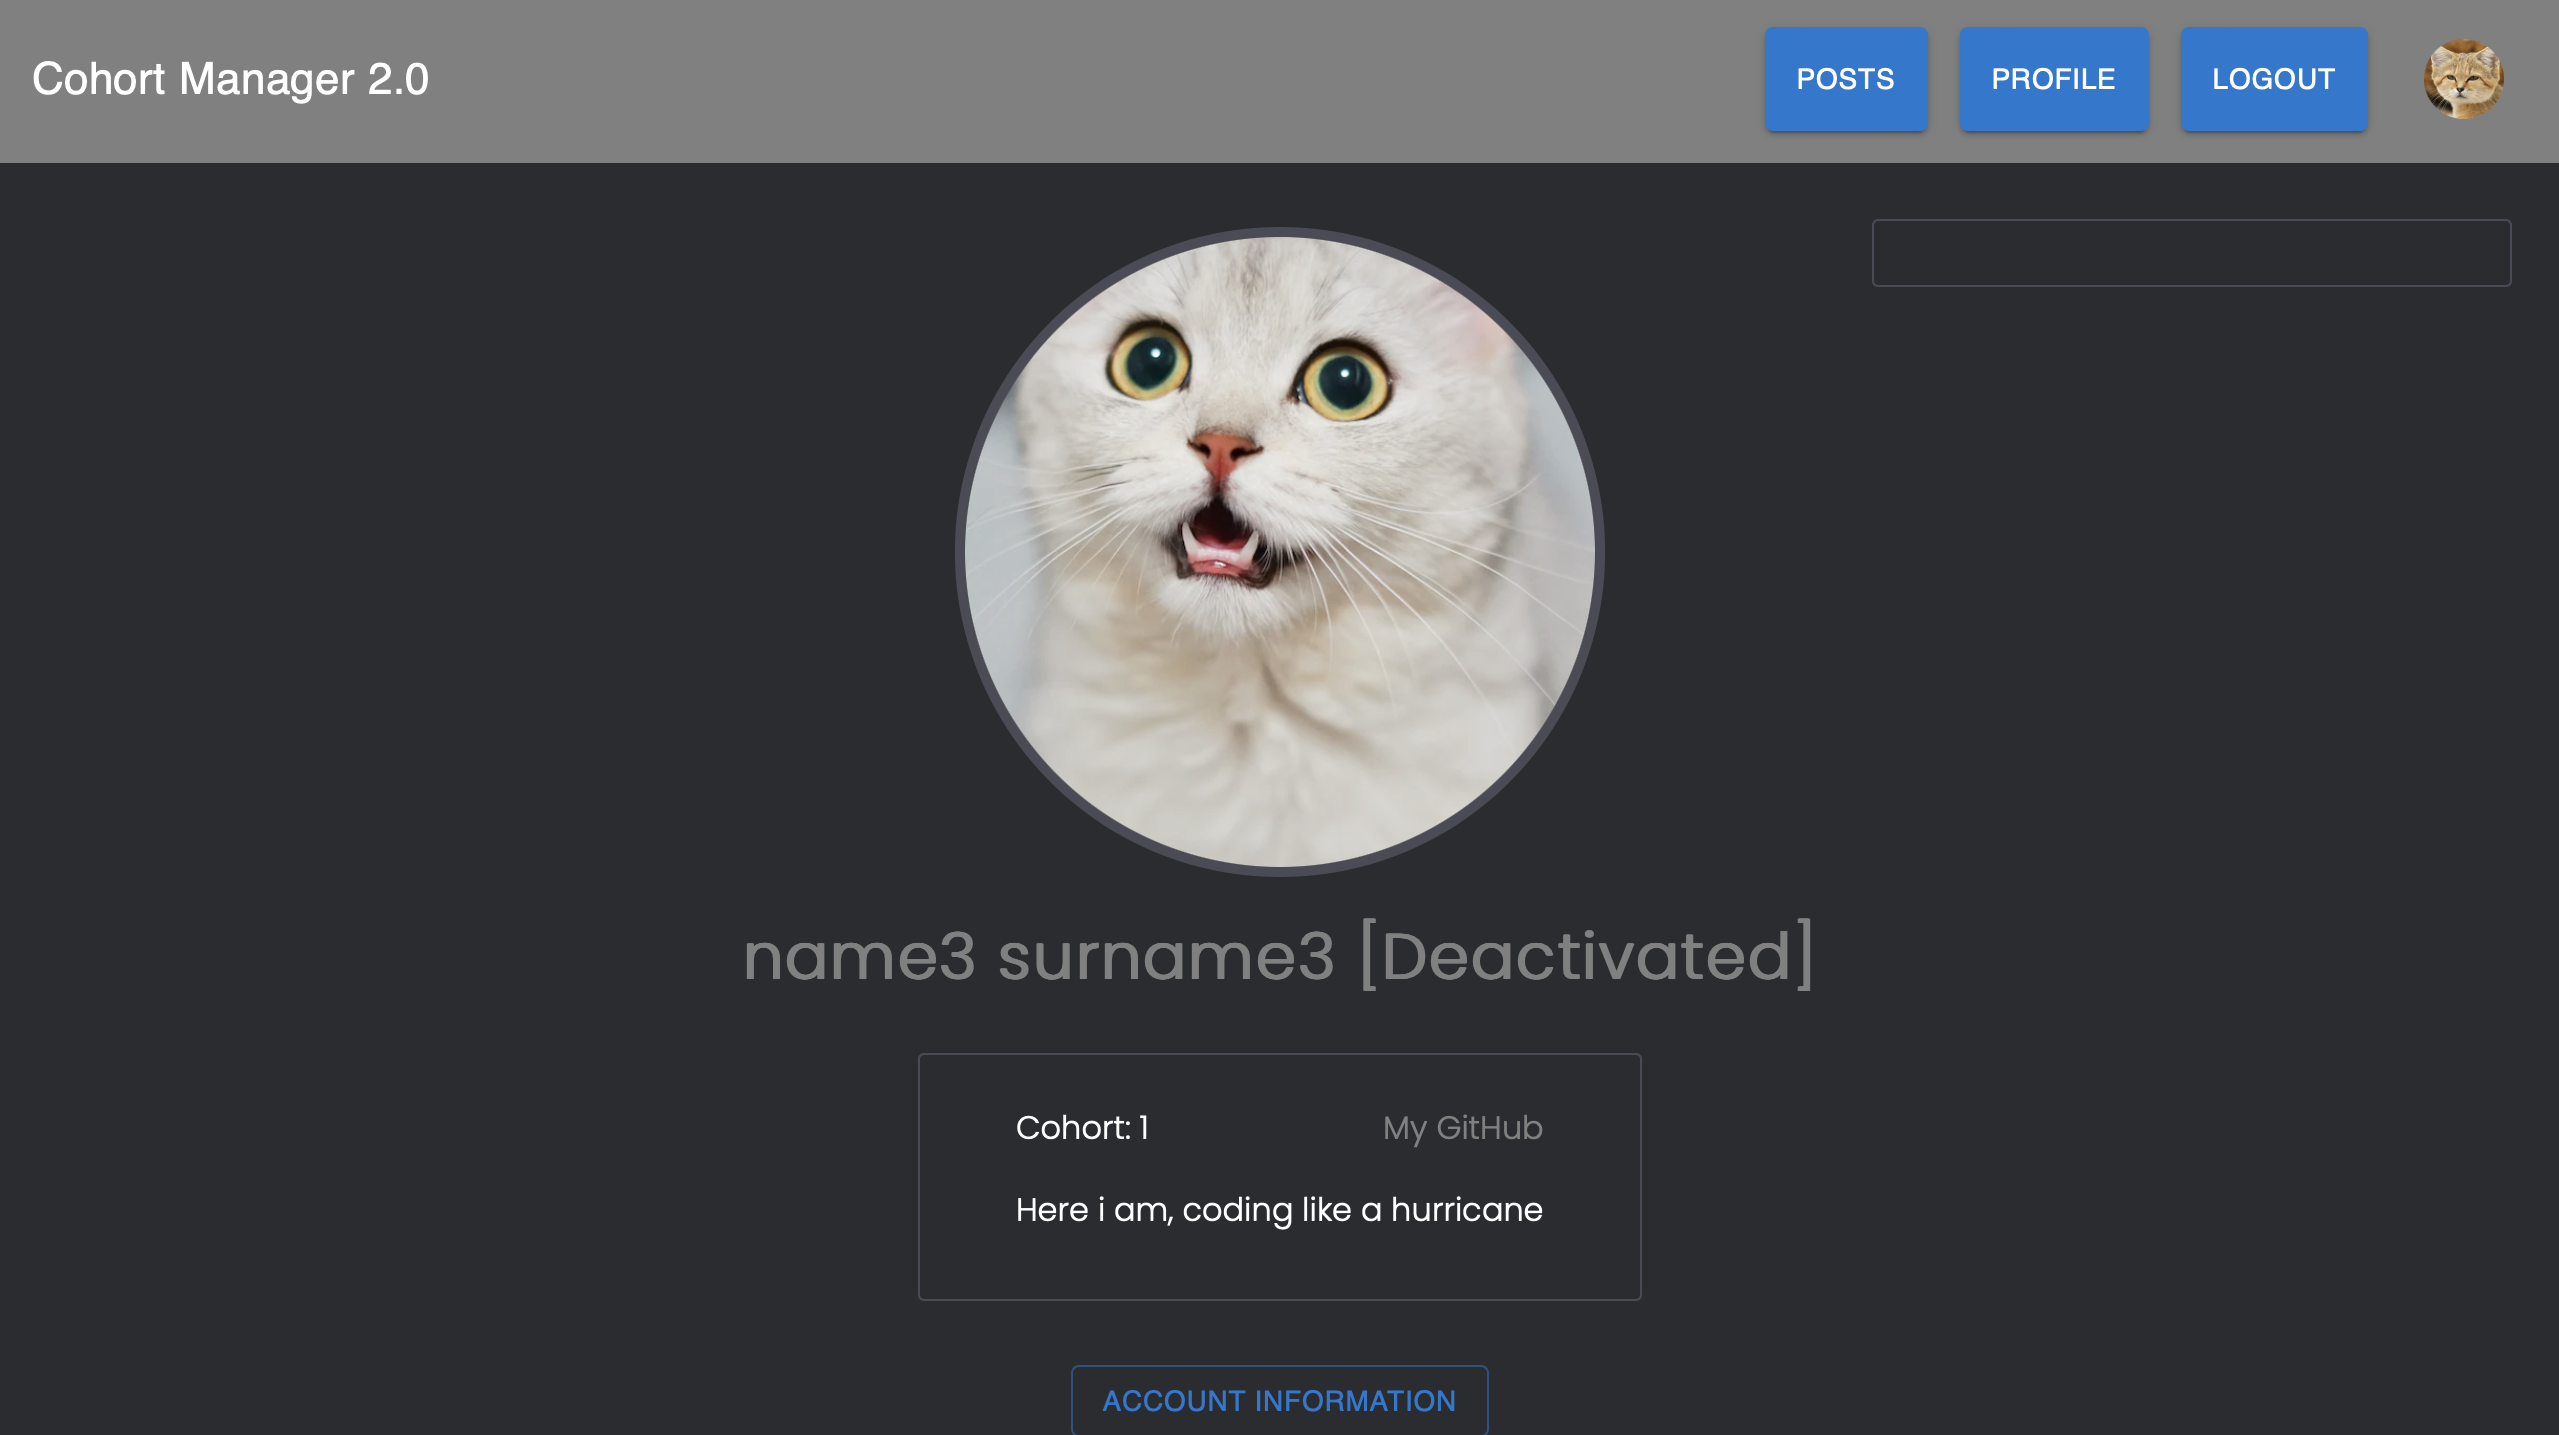 Cohort Manager 2.0
POSTS
PROFILE
LOGOUT
name3 surname3 [Deactivated]
Cohort: 1
My GitHub
Here i am, coding like a hurricane
ACCOUNT INFORMATION